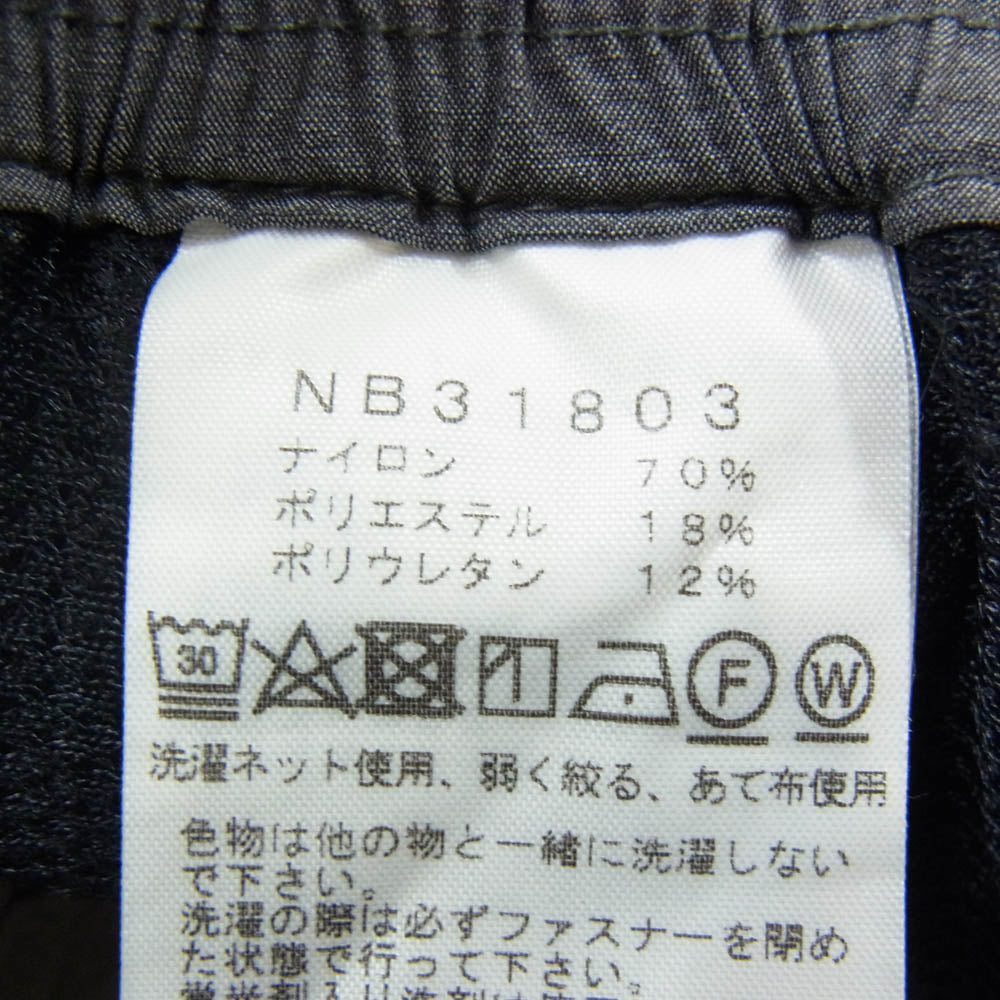 NB31803
ナイロン 70%
ポリエステル 18%
ポリウレタン 12%
30 F W
洗濯ネット使用、弱く絞る、あて布使用
色物は他の物と一緒に洗濯しない
で下さい。
洗濯の際は必ずファスナーを閉め
た状態で行って下さい。